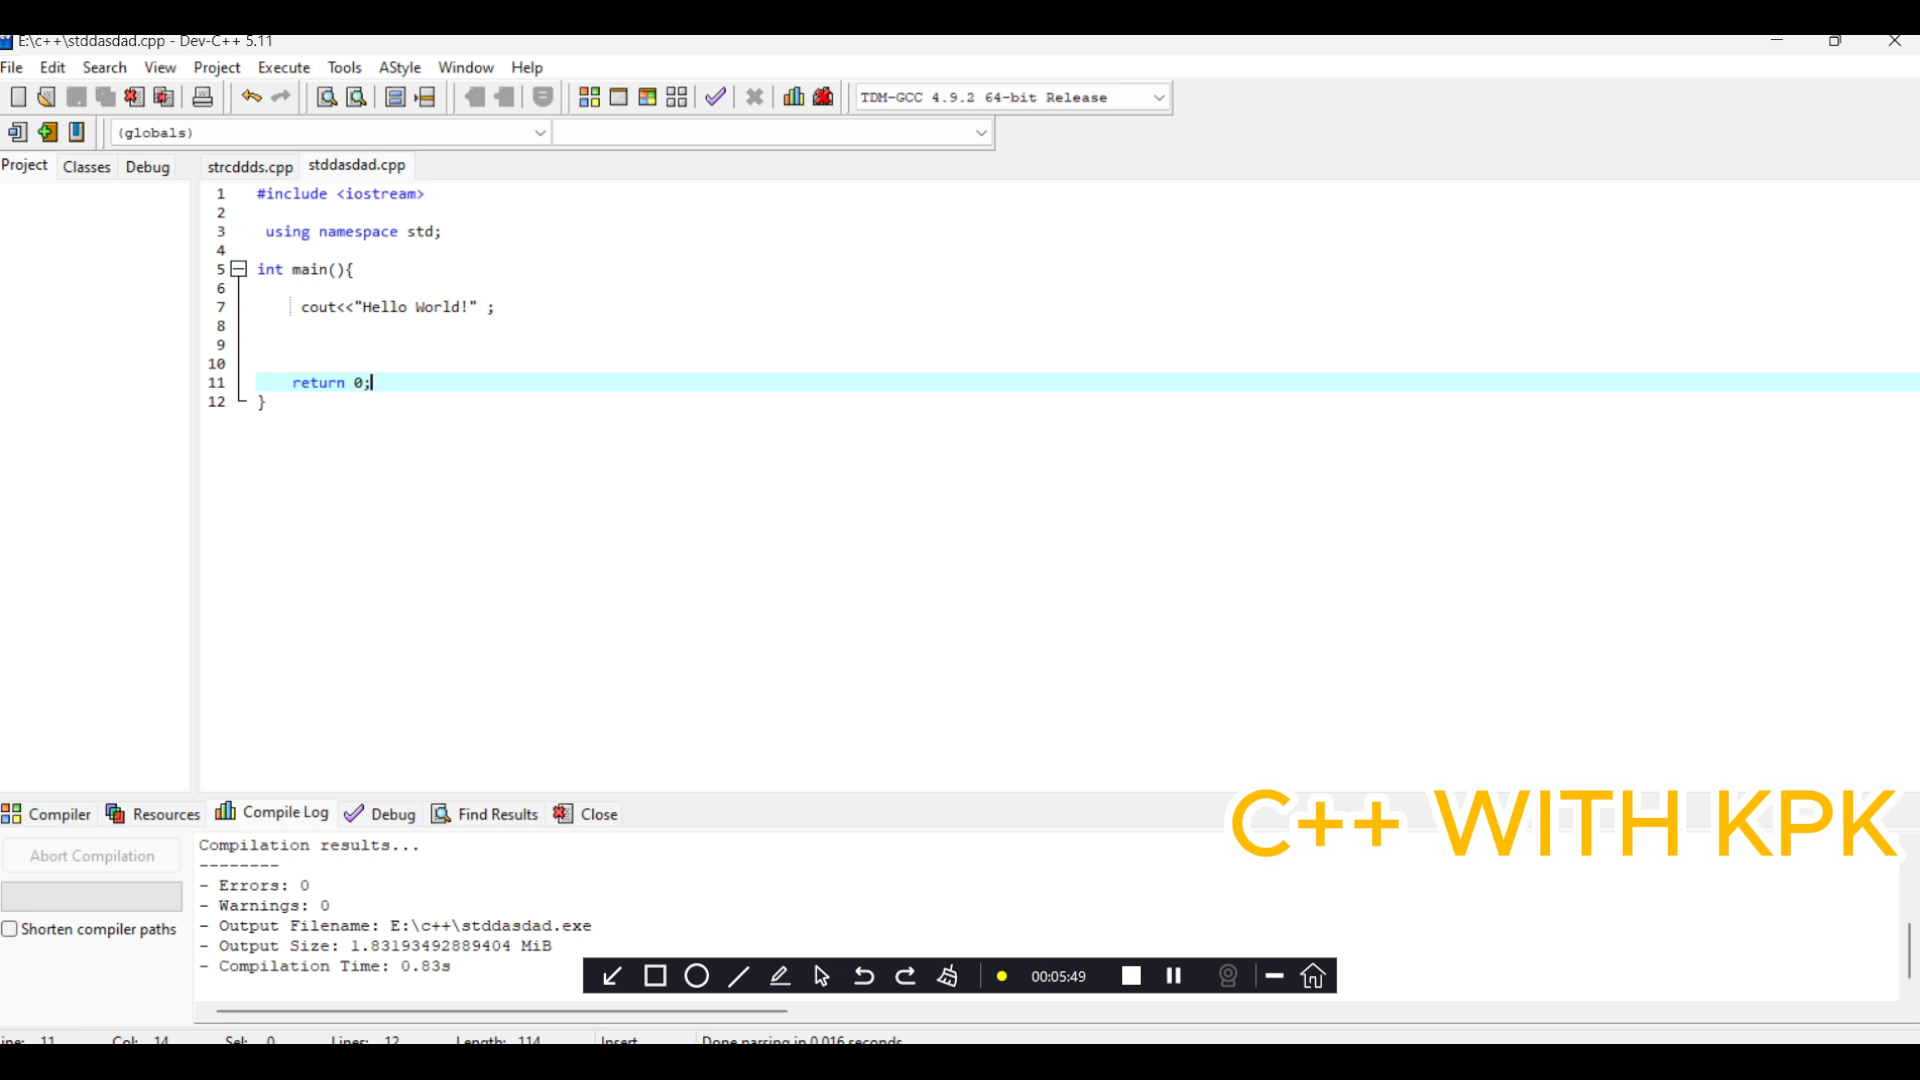 E:\c++\stddasdad.cpp - Dev-C++ 5.11
File Edit Search View Project Execute Tools AStyle Window Help
TDM-GCC 4.9.2 64-bit Release
(globals)
Project Classes Debug strcddds.cpp stddasdad.cpp
1 #include <iostream>
2
3 using namespace std;
4
5 int main(){
6
7 cout<<"Hello World!" ;
8
9
10
11 return 0;
12 }
Compiler Resources Compile Log Debug Find Results Close
C++ WITH KPK
Abort Compilation
Shorten compiler paths
Compilation results...
--------
- Errors: 0
- Warnings: 0
- Output Filename: E:\c++\stddasdad.exe
- Output Size: 1.83193492889404 MiB
- Compilation Time: 0.83s
00:05:49
ine: 11 Col: 14 Sel: 0 Lines: 12 Length: 114 Insert Done parsing in 0.016 seconds